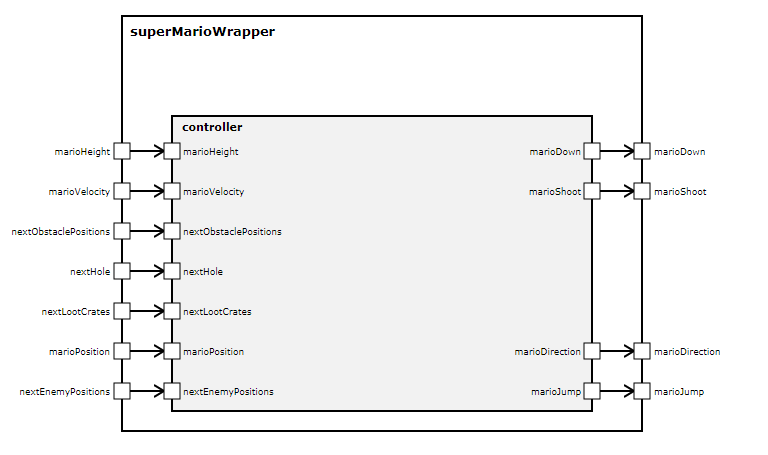 superMarioWrapper
controller
marioHeight marioHeight marioDown marioDown
marioVelocity marioVelocity marioShoot marioShoot
nextObstaclePositions nextObstaclePositions
nextHole nextHole
nextLootCrates nextLootCrates
marioPosition marioPosition marioDirection marioDirection
nextEnemyPositions nextEnemyPositions marioJump marioJump